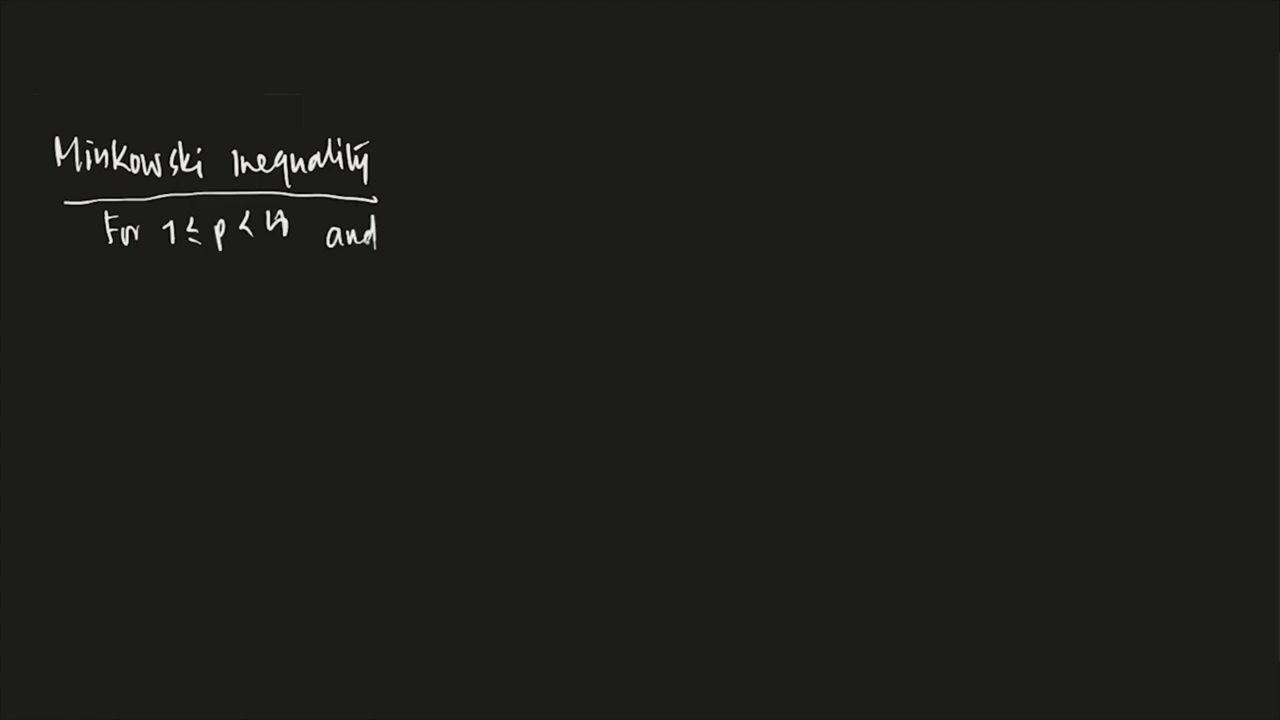 Minkowski Inequality
For 1 ≤ p < ∞ and